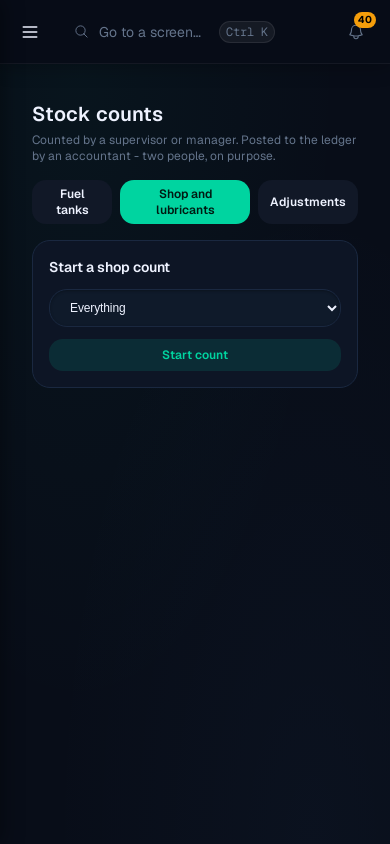 Go to a screen...
Ctrl K
40
Stock counts
Counted by a supervisor or manager. Posted to the ledger
by an accountant - two people, on purpose.
Fuel
tanks
Shop and
lubricants
Adjustments
Start a shop count
Everything
Start count